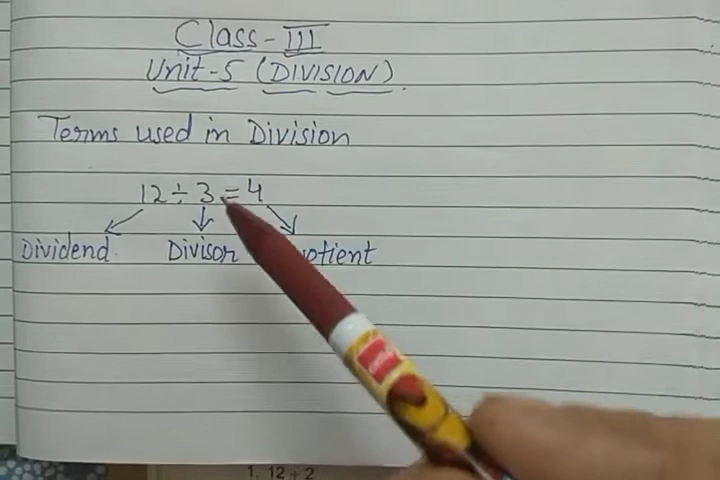 Class-III
Unit-5 (DIVISION).
Terms used in Division
12÷3=4
Dividend Divisor
1. 12÷2